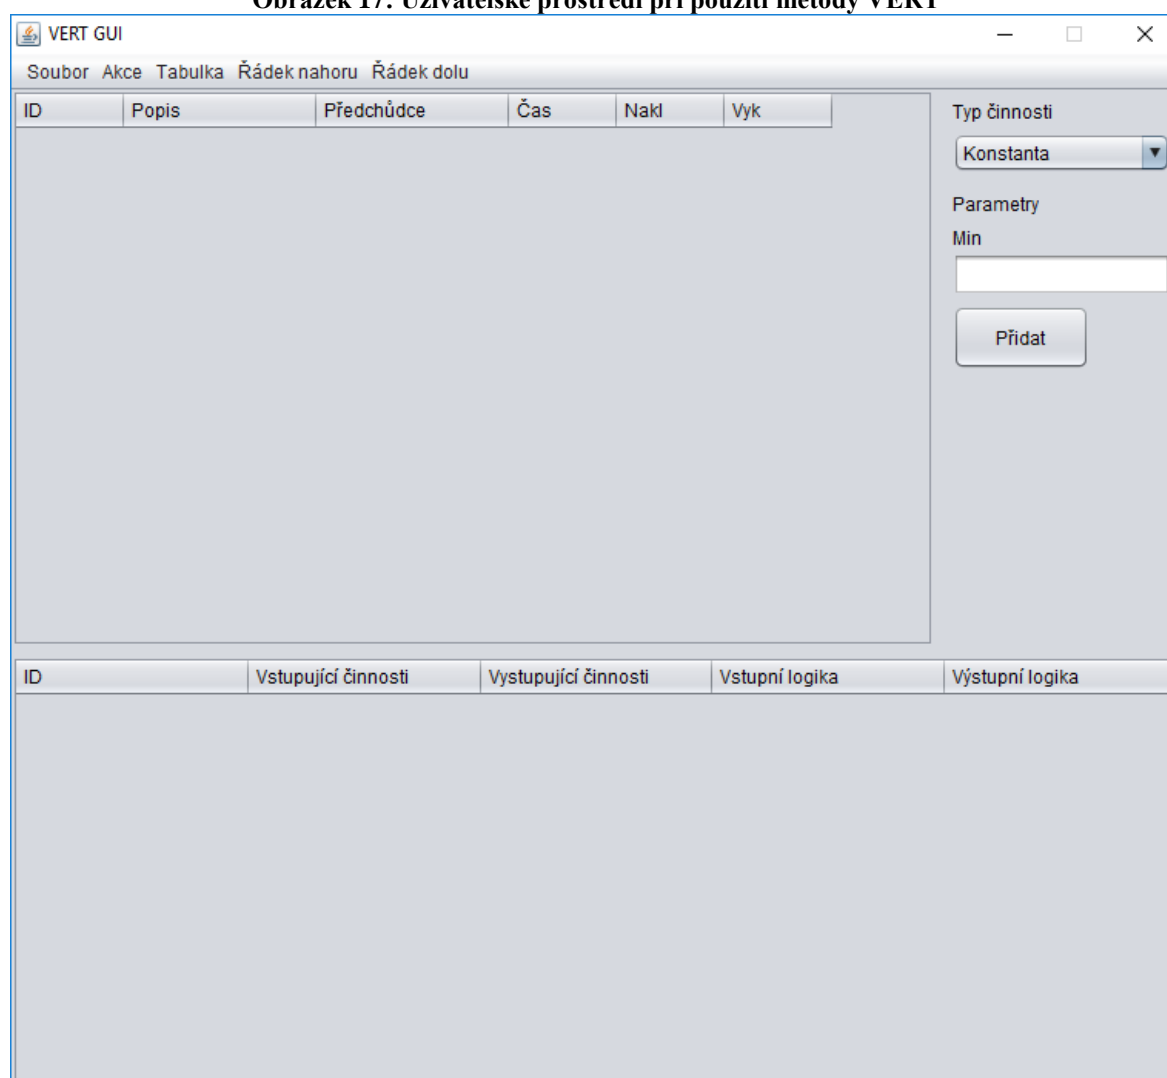 Obrázek 17: Uživatelské prostředí při použití metody VERT
VERT GUI
Soubor Akce Tabulka Řádek nahoru Řádek dolu
ID Popis Předchůdce Čas Nakl Vyk
Typ činnosti
Konstanta
Parametry
Min
Přidat
ID Vstupující činnosti Vystupující činnosti Vstupní logika Výstupní logika